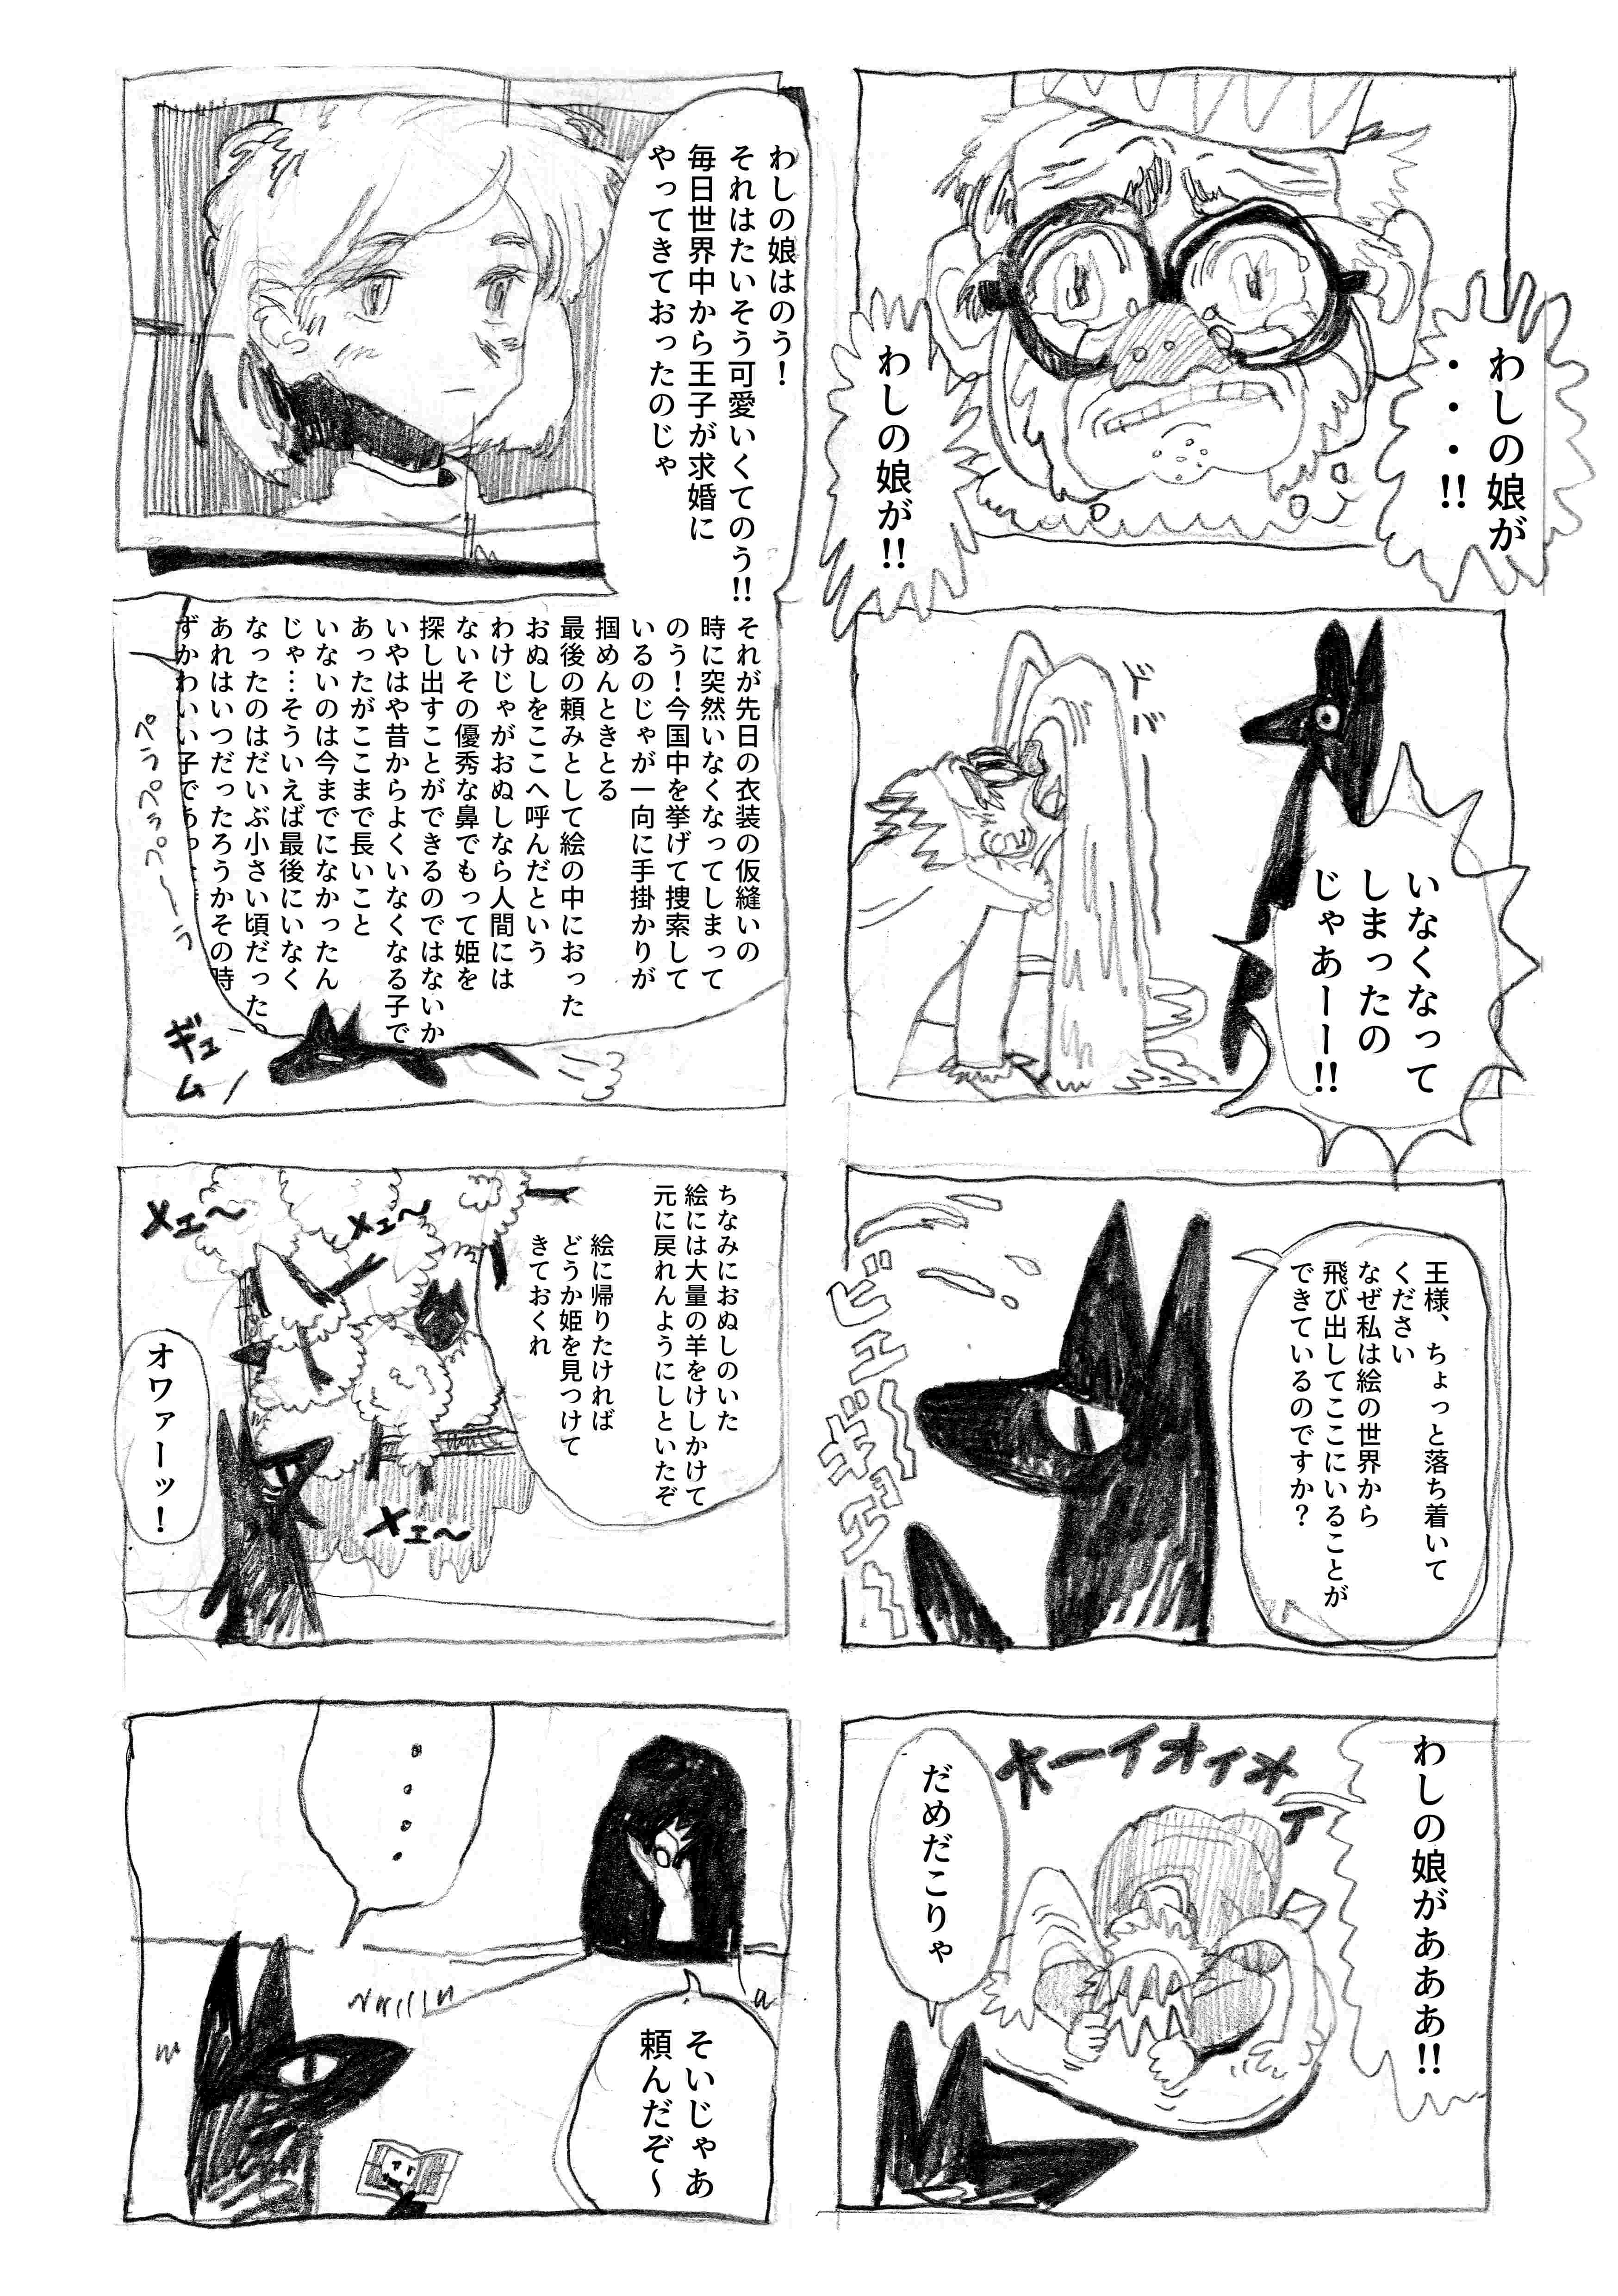 わしの娘が
・・・!!
わしの娘が!!
いなくなって
しまったの
じゃあーー!!
ドバ
王様、ちょっと落ち着いて
ください
なぜ私は絵の世界から
飛び出してここにいることが
できているのですか？
ビエ〜
ギョエ〜
わしの娘がああああ!!
オーイオイオイ
だめだこりゃ
わしの娘はのう！
それはたいそう可愛いくてのう!!
毎日世界中から王子が求婚に
やってきておったのじゃ
それが先日の衣装の仮縫いの
時に突然いなくなってしまって
のう！今国中を挙げて捜索して
いるのじゃが一向に手掛かりが
掴めんときとる
最後の頼みとして絵の中におった
おぬしをここへ呼んだという
わけじゃがおぬしなら人間には
ないその優秀な鼻でもって姫を
探し出すことができるのではないか
いやはや昔からよくいなくなる子で
あったがここまで長いこと
いないのは今までになかったん
じゃ…そういえば最後にいなく
なったのはだいぶ小さい頃だった
あれはいつだったろうかその時
ずかわいい子であっ
ペラペラペラ〜ラ
ギュム
ちなみにおぬしのいた
絵には大量の羊をけしかけて
元に戻れんようにしといたぞ
絵に帰りたければ
どうか姫を見つけて
きておくれ
メェ〜
メェ〜
メェ〜
オワァーッ！
そいじゃあ
頼んだぞ〜
・・・・